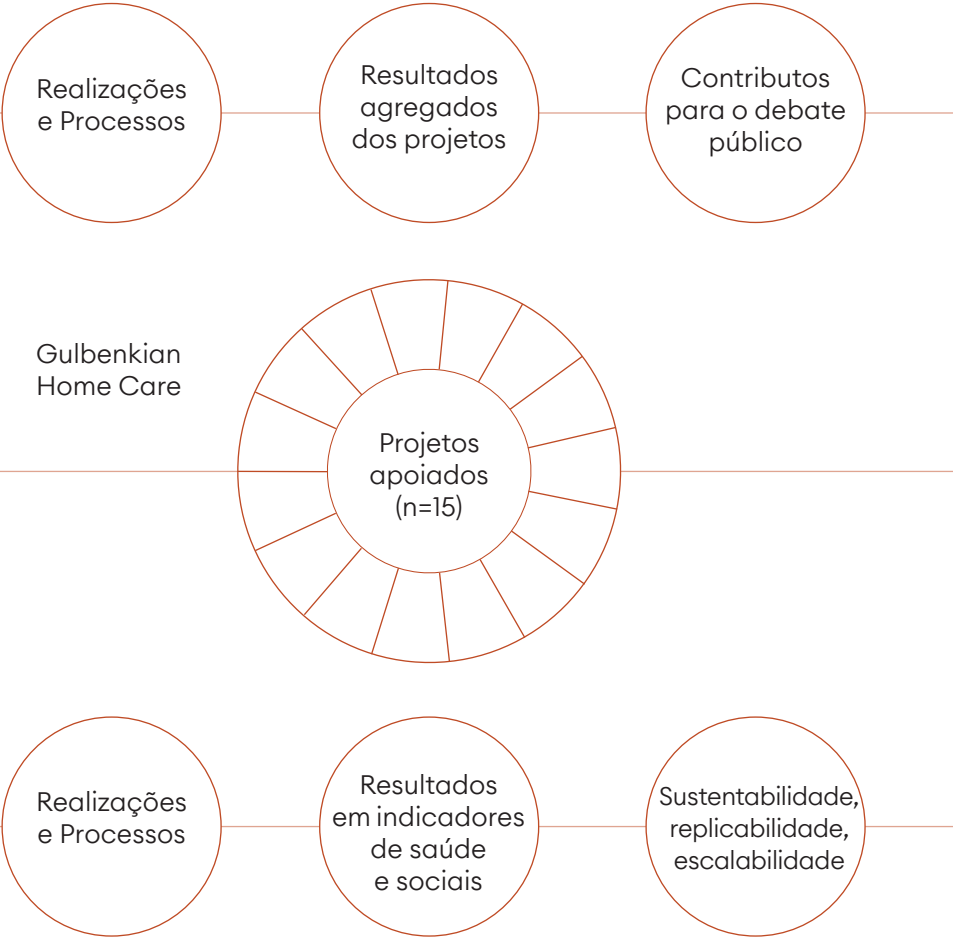 Realizações
e Processos
Resultados
agregados
dos projetos
Contributos
para o debate
público
Gulbenkian
Home Care
Projetos
apoiados
(n=15)
Realizações
e Processos
Resultados
em indicadores
de saúde
e sociais
Sustentabilidade,
replicabilidade,
escalabilidade